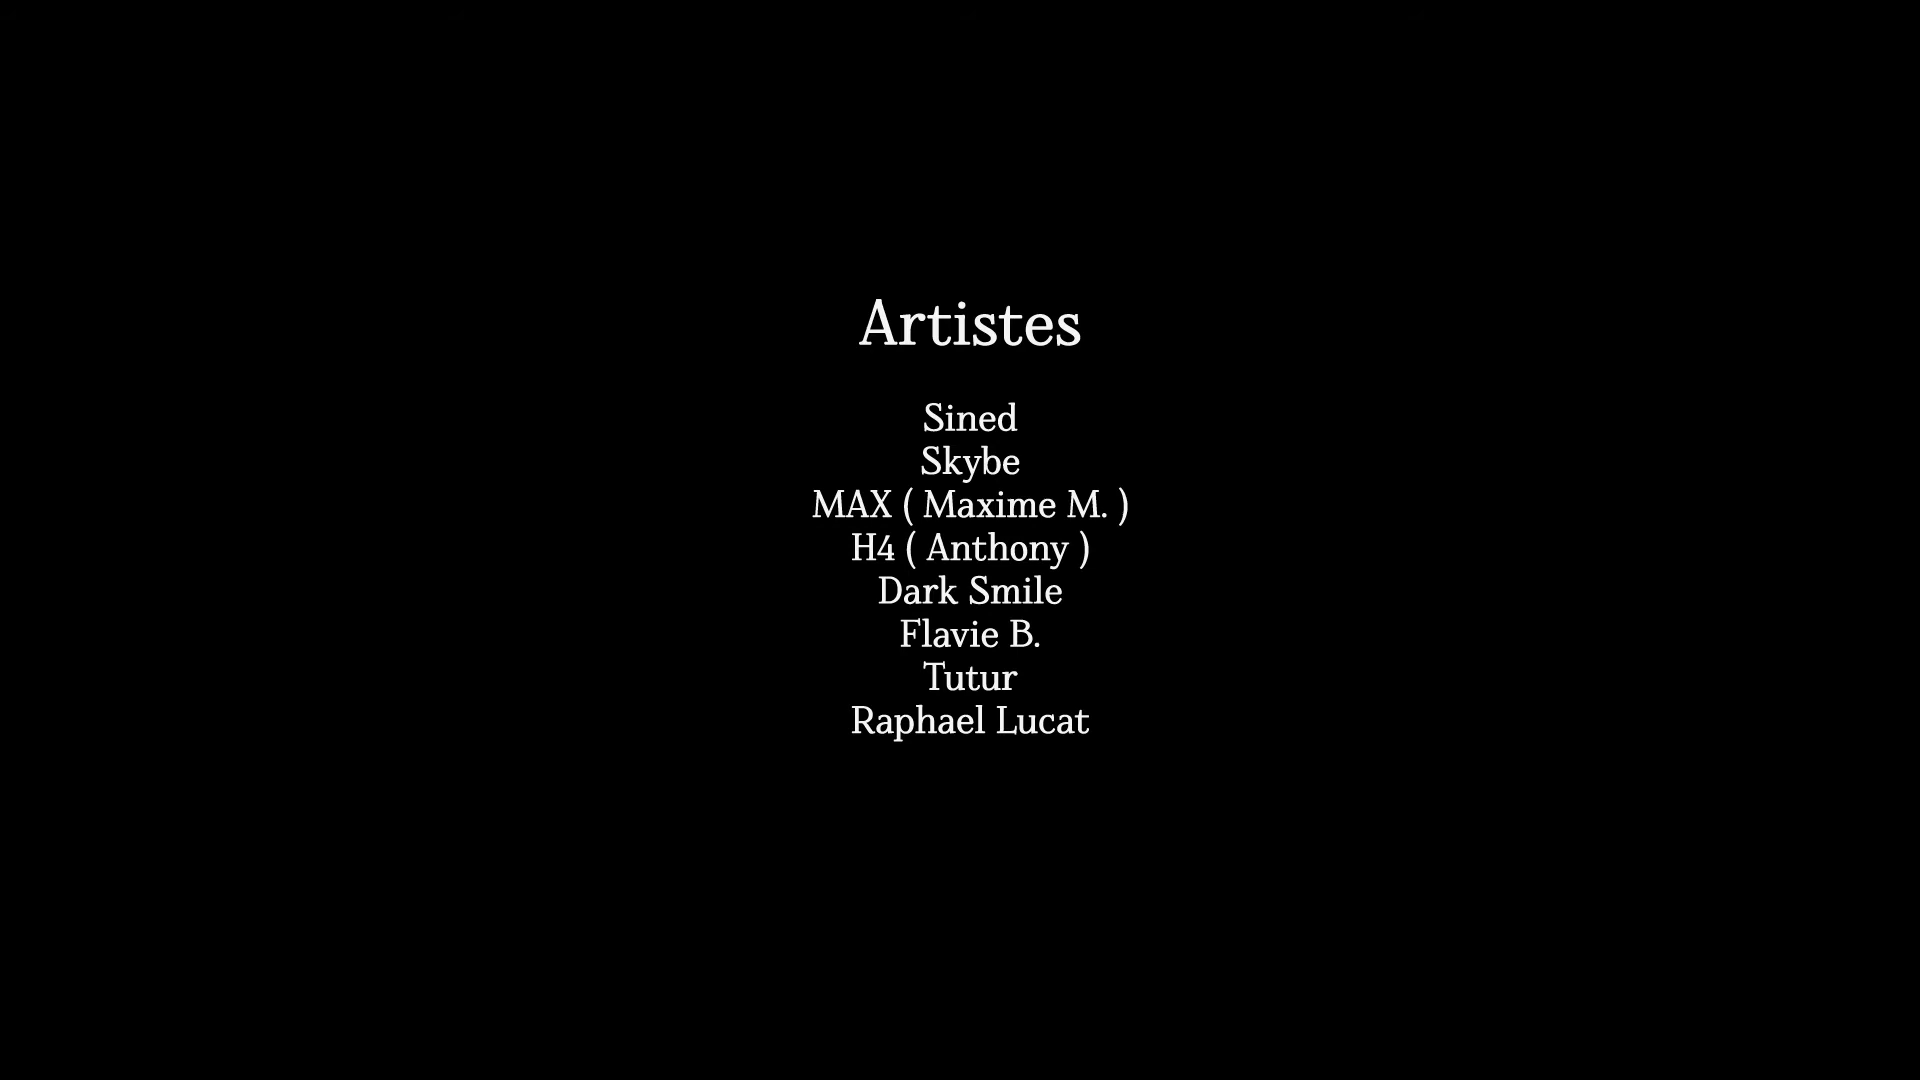 Artistes
Sined
Skybe
MAX ( Maxime M. )
H4 ( Anthony )
Dark Smile
Flavie B.
Tutur
Raphael Lucat